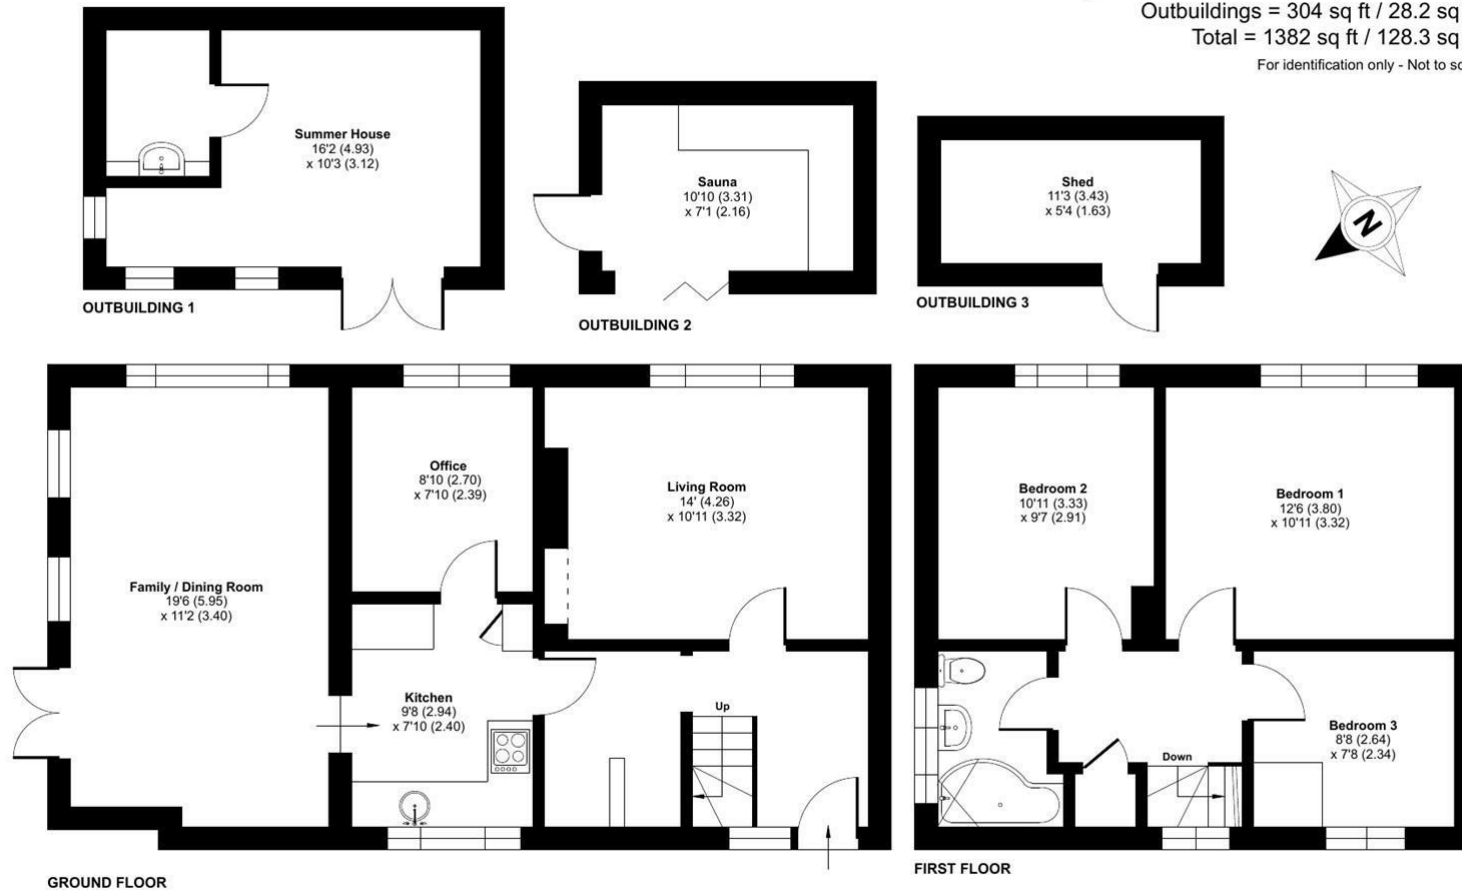 Outbuildings = 304 sq ft / 28.2 sq
Total = 1382 sq ft / 128.3 sq
For identification only - Not to sc
Summer House
16'2 (4.93)
x 10'3 (3.12)
Sauna
10'10 (3.31)
x 7'1 (2.16)
Shed
11'3 (3.43)
x 5'4 (1.63)
N
OUTBUILDING 1
OUTBUILDING 2
OUTBUILDING 3
Family / Dining Room
19'6 (5.95)
x 11'2 (3.40)
Office
8'10 (2.70)
x 7'10 (2.39)
Living Room
14' (4.26)
x 10'11 (3.32)
Kitchen
9'8 (2.94)
x 7'10 (2.40)
Up
GROUND FLOOR
Bedroom 2
10'11 (3.33)
x 9'7 (2.91)
Bedroom 1
12'6 (3.80)
x 10'11 (3.32)
Bedroom 3
8'8 (2.64)
x 7'8 (2.34)
Down
FIRST FLOOR